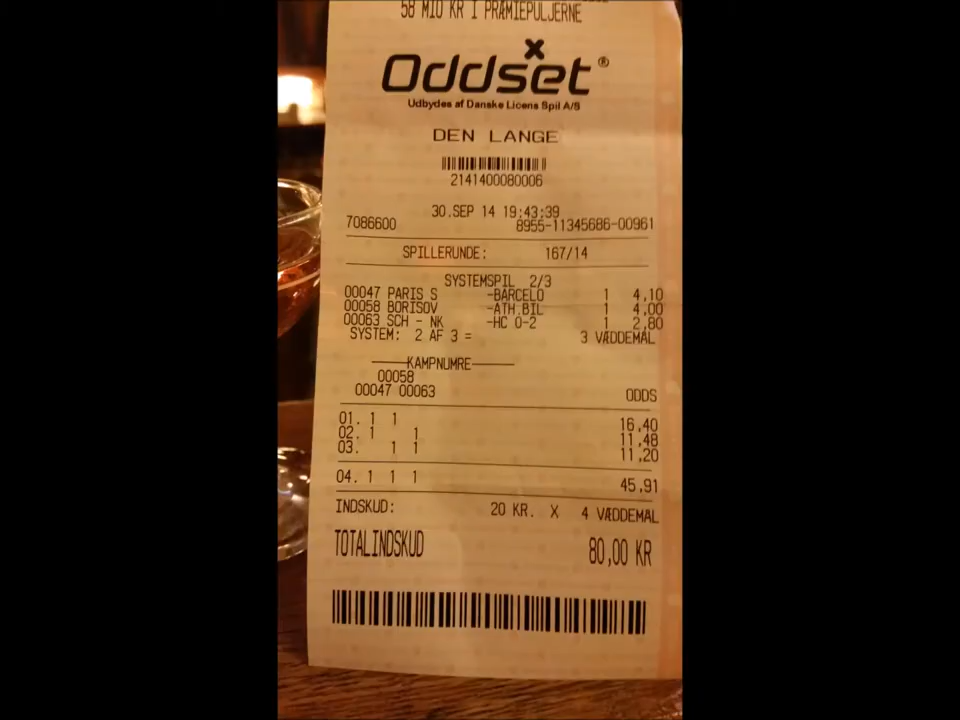 58 MIO KR I PRÆMIEPULJERNE
Oddset®
Udbydes af Danske Licens Spil A/S
DEN LANGE
2141400080006
30.SEP 14 19:43:39
7086600 8955-11345686-00961
SPILLERUNDE: 167/14
SYSTEMSPIL 2/3
00047 PARIS S -BARCELO 1 4,10
00058 BORISOV -ATH.BIL 1 4,00
00063 SCH - NK -HC 0-2 1 2,80
SYSTEM: 2 AF 3 = 3 VÆDDEMÅL
KAMPNUMRE
00058
00047 00063 ODDS
01. 1 1 16,40
02. 1 1 11,48
03. 1 1 11,20
04. 1 1 1 45,91
INDSKUD: 20 KR. X 4 VÆDDEMÅL
TOTALINDSKUD 80,00 KR